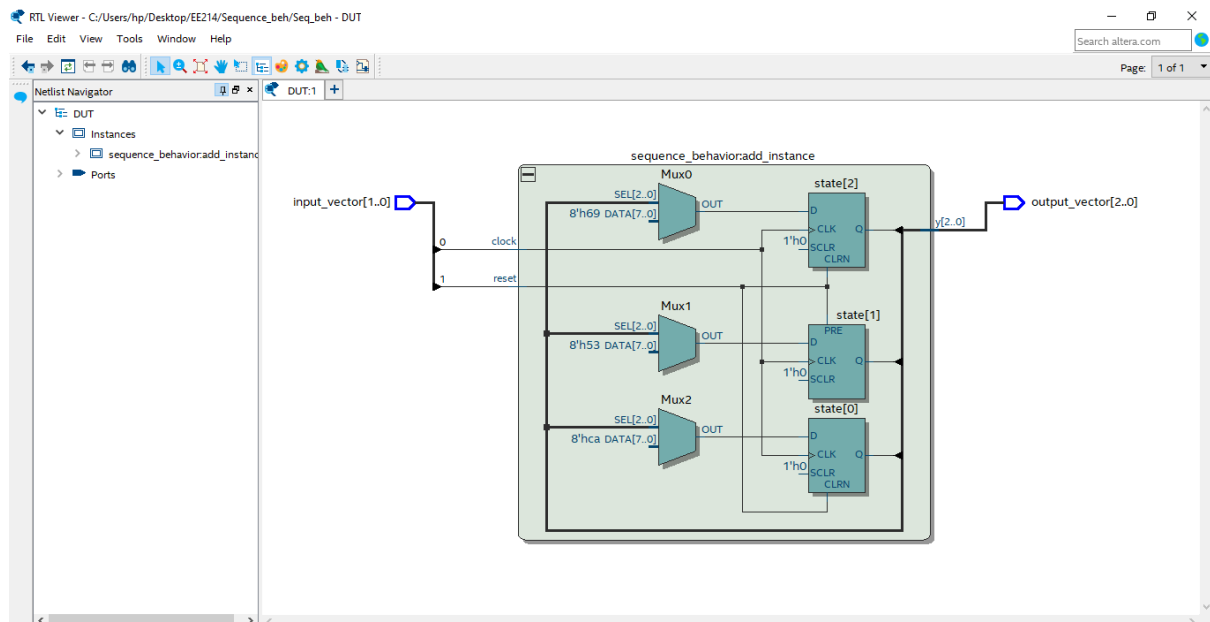 RTL Viewer - C:/Users/hp/Desktop/EE214/Sequence_beh/Seq_beh - DUT
File Edit View Tools Window Help
Search altera.com
Page: 1 of 1
Netlist Navigator
DUT:1
DUT
Instances
sequence_behavior:add_instanc
Ports
sequence_behavior:add_instance
Mux0
state[2]
SEL[2..0]
OUT
8'h69 DATA[7..0]
D
CLK Q
1'h0
SCLR
CLRN
input_vector[1..0]
output_vector[2..0]
y[2..0]
0
clock
1
reset
Mux1
state[1]
SEL[2..0]
OUT
8'h53 DATA[7..0]
PRE
D
CLK Q
1'h0
SCLR
Mux2
state[0]
SEL[2..0]
OUT
8'hca DATA[7..0]
D
CLK Q
1'h0
SCLR
CLRN